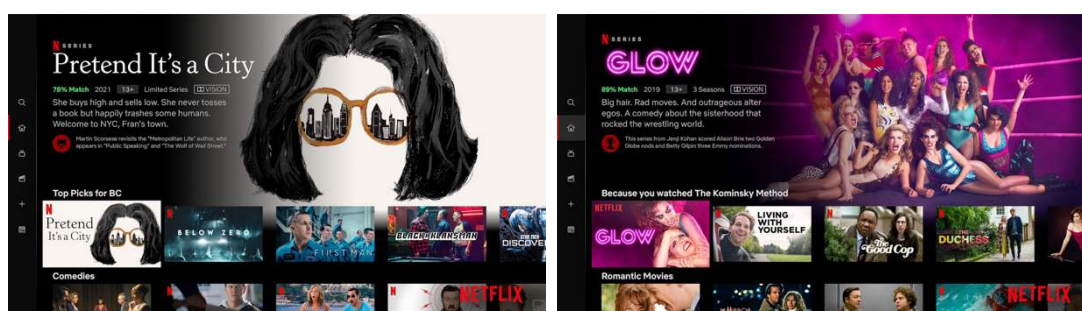 N SERIES
Pretend It's a City
78% Match 2021 13+ Limited Series VISION
She buys high and sells low. She never tosses
a book but happily trashes some humans.
Welcome to NYC, Fran's town.
Martin Scorsese revisits the "Metropolitan Life" author, who
appears in "Public Speaking" and "The Wolf of Wall Street."
Top Picks for BC
N
Pretend
It's a City
N
BELOW ZERO
N
FIRST MAN
N
BLACKKKLANSMAN
STAR TREK
DISCOVE
Comedies
N
N
N
NETFLIX
N SERIES
GLOW
89% Match 2019 13+ 3 Seasons VISION
Big hair. Rad moves. And outrageous alter
egos. A comedy about the sisterhood that
rocked the wrestling world.
This series from Jenji Kohan scored Alison Brie two Golden
Globe nods and Betty Gilpin three Emmy nominations.
Because you watched The Kominsky Method
NETFLIX
GLOW
N
LIVING
WITH
YOURSELF
N
The
Good Cop
N
THE
DUCHESS
N
Romantic Movies
N
N
NETFLIX